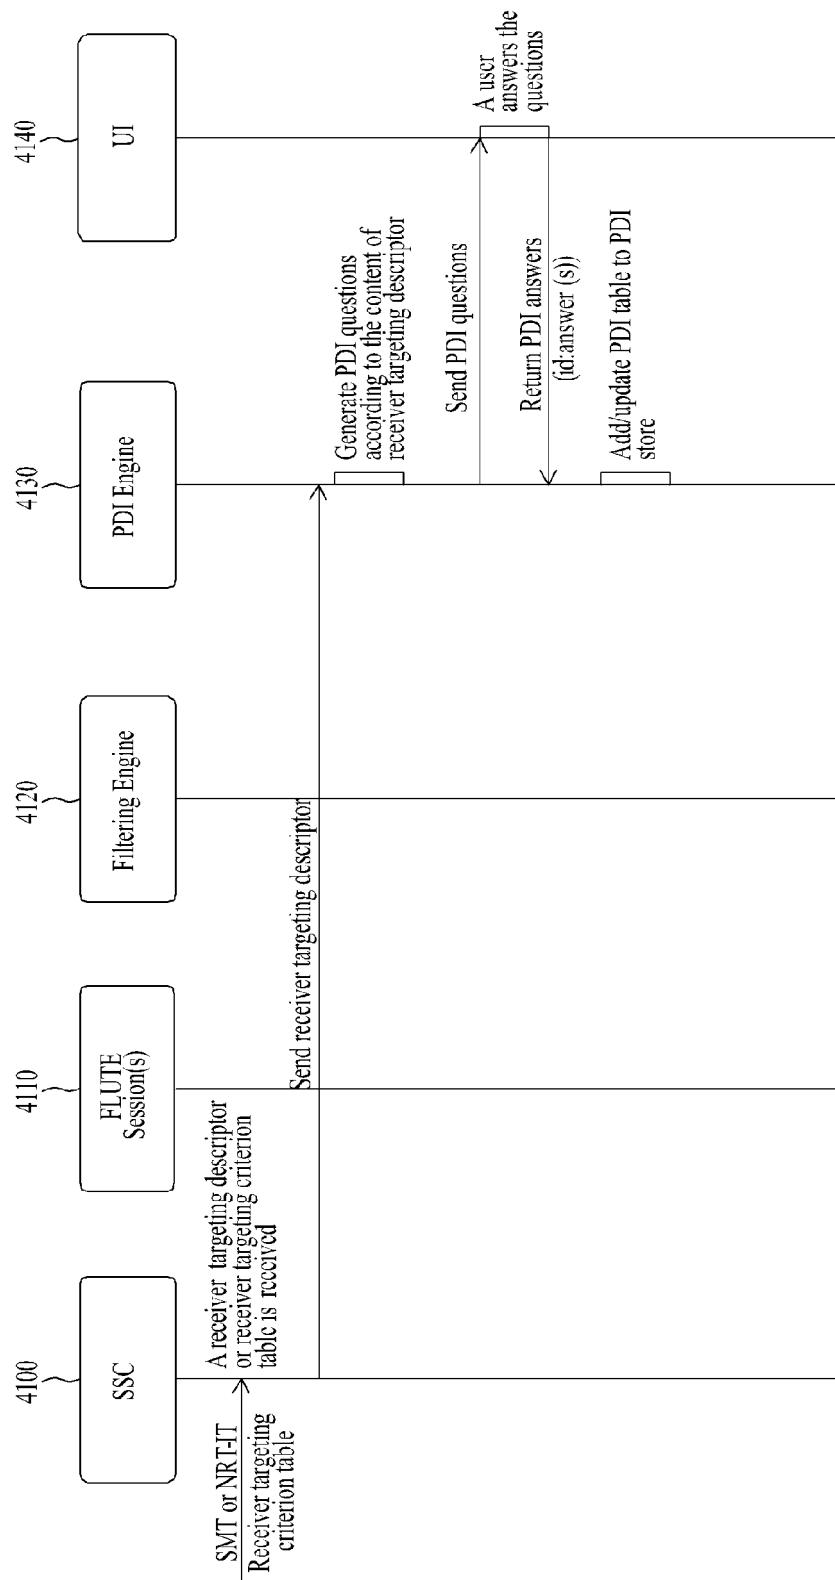 4100
SSC
4110
FLUTE
Session(s)
4120
Filtering Engine
4130
PDI Engine
4140
UI
SMT or NRT-IT
Receiver targeting
criterion table
A receiver targeting descriptor
or receiver targeting criterion
table is received
Send receiver targeting descriptor
Generate PDI questions
according to the content of
receiver targeting descriptor
Send PDI questions
A user
answers the
questions
Return PDI answers
(id:answer (s))
Add/update PDI table to PDI
store